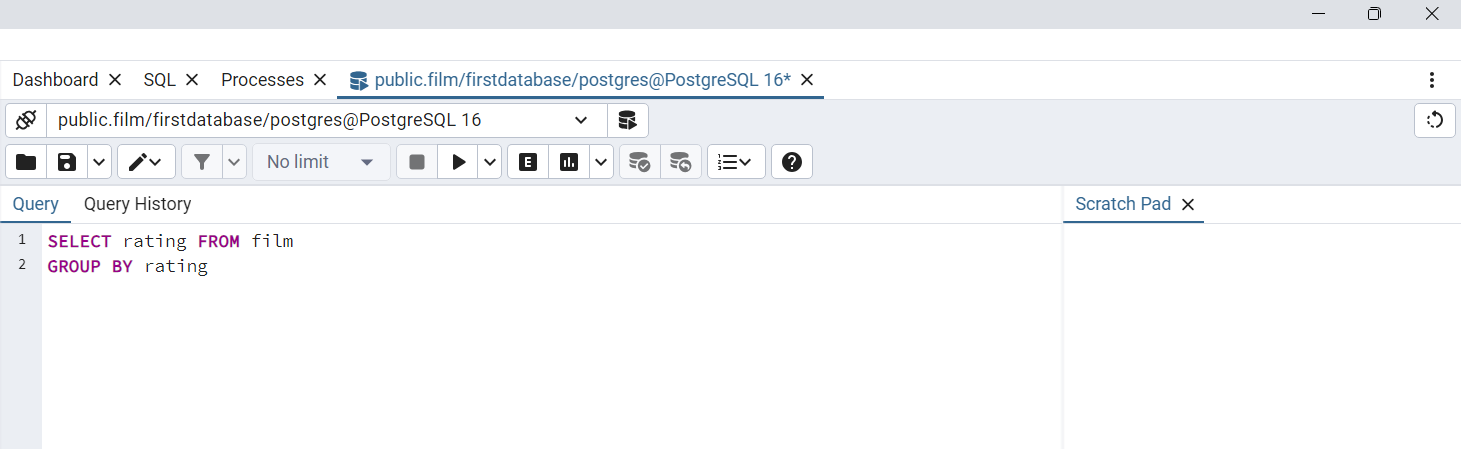 Dashboard SQL Processes public.film/firstdatabase/postgres@PostgreSQL 16*
public.film/firstdatabase/postgres@PostgreSQL 16
No limit E
Query Query History Scratch Pad
1 SELECT rating FROM film
2 GROUP BY rating